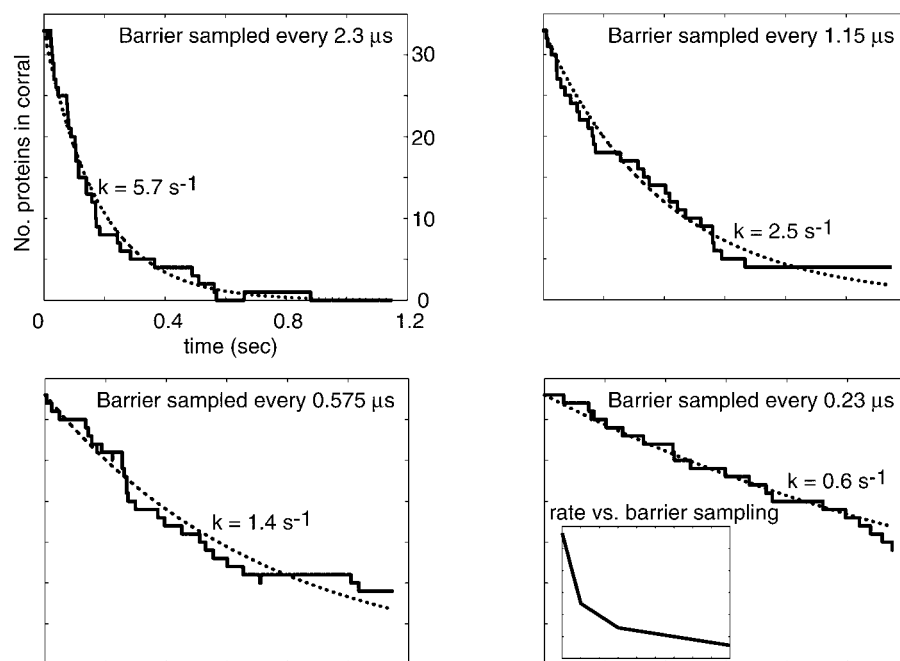 Barrier sampled every 2.3 µs
No. proteins in corral
30
20
10
0
k = 5.7 s-1
0 0.4 0.8 1.2
time (sec)
Barrier sampled every 1.15 µs
k = 2.5 s-1
Barrier sampled every 0.575 µs
k = 1.4 s-1
Barrier sampled every 0.23 µs
k = 0.6 s-1
rate vs. barrier sampling